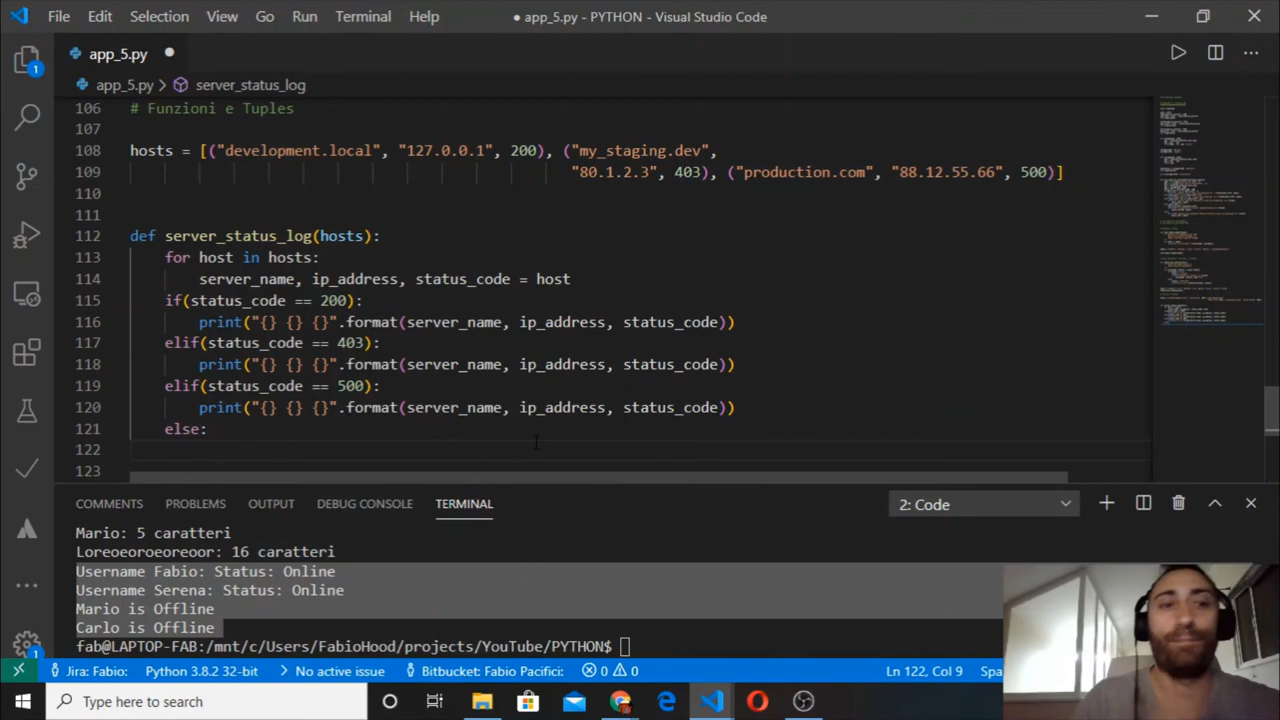 File Edit Selection View Go Run Terminal Help
● app_5.py - PYTHON - Visual Studio Code
app_5.py
app_5.py > server_status_log
106 # Funzioni e Tuples
107
108 hosts = [("development.local", "127.0.0.1", 200), ("my_staging.dev",
109 "80.1.2.3", 403), ("production.com", "88.12.55.66", 500)]
110
111
112 def server_status_log(hosts):
113 for host in hosts:
114 server_name, ip_address, status_code = host
115 if(status_code == 200):
116 print("{} {} {}".format(server_name, ip_address, status_code))
117 elif(status_code == 403):
118 print("{} {} {}".format(server_name, ip_address, status_code))
119 elif(status_code == 500):
120 print("{} {} {}".format(server_name, ip_address, status_code))
121 else:
122
123
1
1
COMMENTS PROBLEMS OUTPUT DEBUG CONSOLE TERMINAL 2: Code
Mario: 5 caratteri
Loreoeoroeoreoor: 16 caratteri
Username Fabio: Status: Online
Username Serena: Status: Online
Mario is Offline
Carlo is Offline
fab@LAPTOP-FAB:/mnt/c/Users/FabioHood/projects/YouTube/PYTHON$
Jira: Fabio: Python 3.8.2 32-bit No active issue Bitbucket: Fabio Pacifici: 0 0 Ln 122, Col 9 Spa
Type here to search